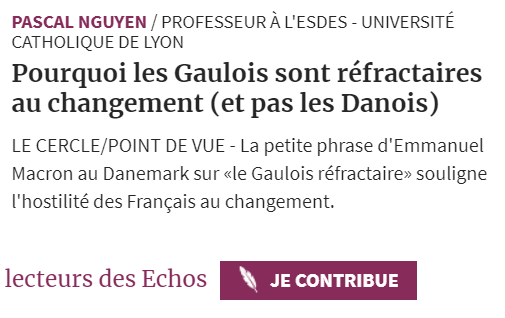 PASCAL NGUYEN / PROFESSEUR À L'ESDES - UNIVERSITÉ
CATHOLIQUE DE LYON
Pourquoi les Gaulois sont réfractaires
au changement (et pas les Danois)
LE CERCLE/POINT DE VUE - La petite phrase d'Emmanuel
Macron au Danemark sur «le Gaulois réfractaire» souligne
l'hostilité des Français au changement.
lecteurs des Echos JE CONTRIBUE